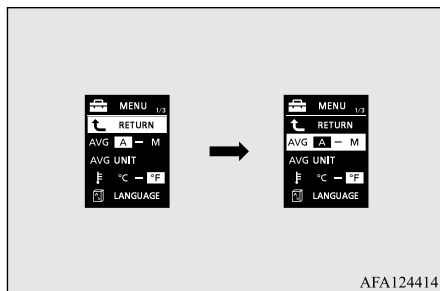 MENU 1/3
RETURN
AVG A – M
AVG UNIT
°C – °F
LANGUAGE
MENU 1/3
RETURN
AVG A – M
AVG UNIT
°C – °F
LANGUAGE
AFA124414